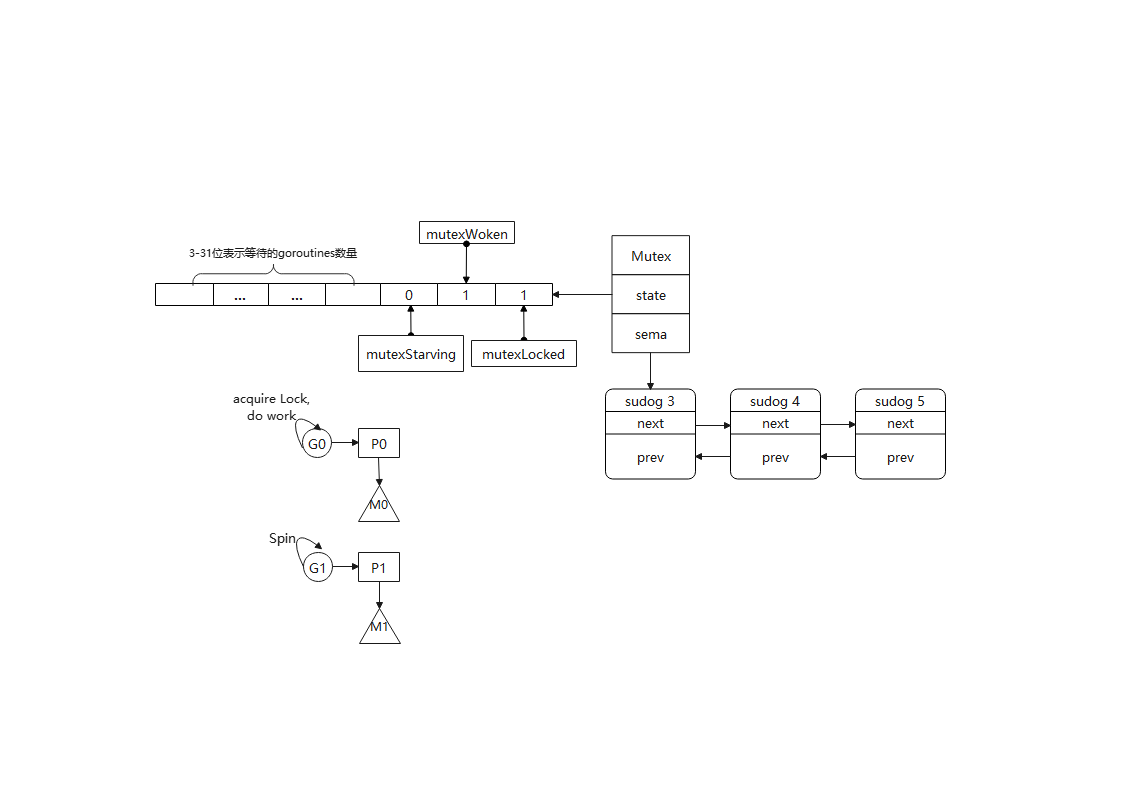 mutexWoken
3-31位表示等待的goroutines数量
... ... 0 1 1
mutexStarving
mutexLocked
Mutex
state
sema
sudog 3
next
prev
sudog 4
next
prev
sudog 5
next
prev
acquire Lock,
do work
G0
P0
M0
Spin
G1
P1
M1